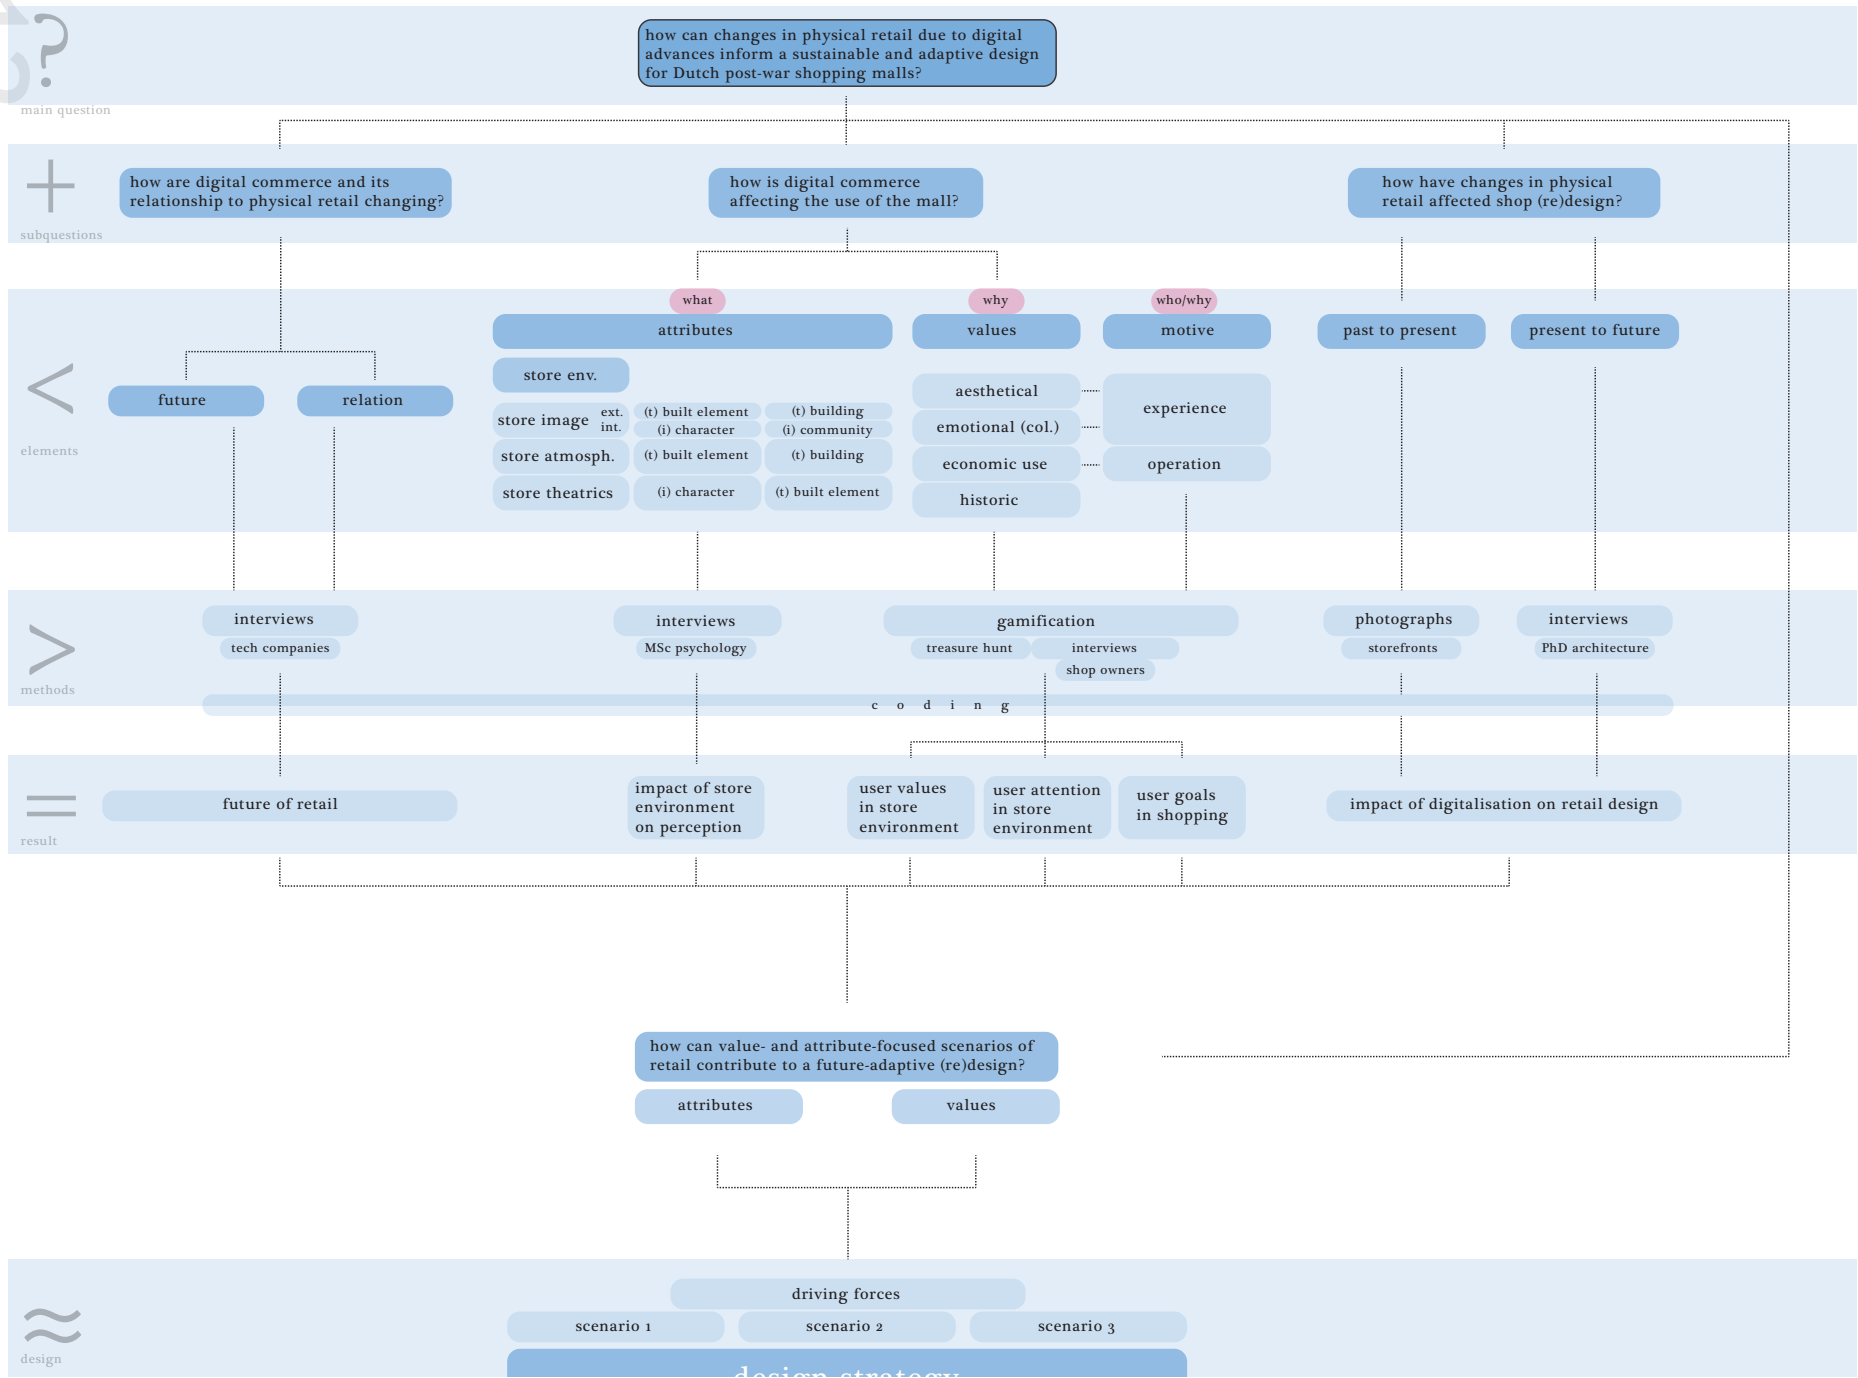 ?
how can changes in physical retail due to digital
advances inform a sustainable and adaptive design
for Dutch post-war shopping malls?
main question
+
how are digital commerce and its
relationship to physical retail changing?
how is digital commerce
affecting the use of the mall?
how have changes in physical
retail affected shop (re)design?
subquestions
what
why
who/why
attributes
values
motive
past to present
present to future
<
store env.
future
relation
aesthetical
experience
store image
ext.
int.
(t) built element
(t) building
(i) character
(i) community
emotional (col.)
elements
store atmosph.
(t) built element
(t) building
economic use
operation
store theatrics
(i) character
(t) built element
historic
>
interviews
tech companies
interviews
MSc psychology
gamification
treasure hunt
interviews
shop owners
photographs
storefronts
interviews
PhD architecture
methods
c o d i n g
=
future of retail
impact of store
environment
on perception
user values
in store
environment
user attention
in store
environment
user goals
in shopping
impact of digitalisation on retail design
result
how can value- and attribute-focused scenarios of
retail contribute to a future-adaptive (re)design?
attributes
values
≈
driving forces
scenario 1
scenario 2
scenario 3
design
design strategy